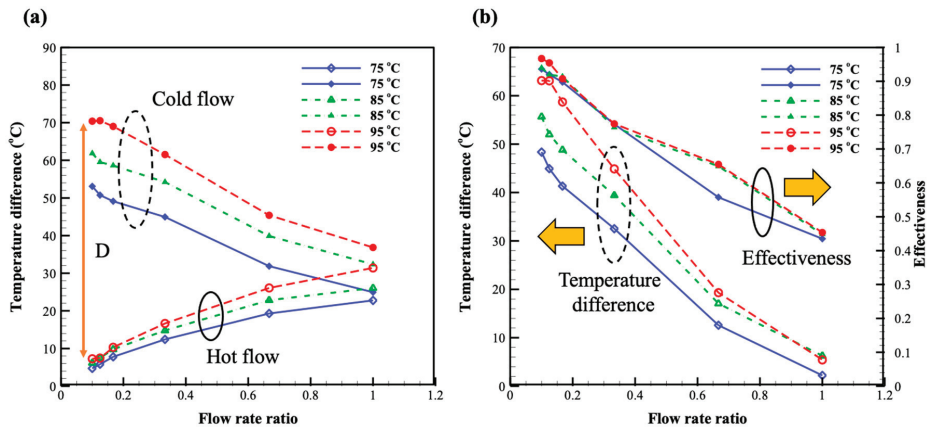 (a)
90
80
70
60
50
40
30
20
10
0
Temperature difference (°C)
75 °C
75 °C
85 °C
85 °C
95 °C
95 °C
Cold flow
D
Hot flow
0 0.2 0.4 0.6 0.8 1 1.2
Flow rate ratio
(b)
70
60
50
40
30
20
10
0
Temperature difference (°C)
75 °C
75 °C
85 °C
85 °C
95 °C
95 °C
Temperature
difference
Effectiveness
1
0.9
0.8
0.7
0.6
0.5
0.4
0.3
0.2
0.1
0
Effectiveness
0 0.2 0.4 0.6 0.8 1 1.2
Flow rate ratio